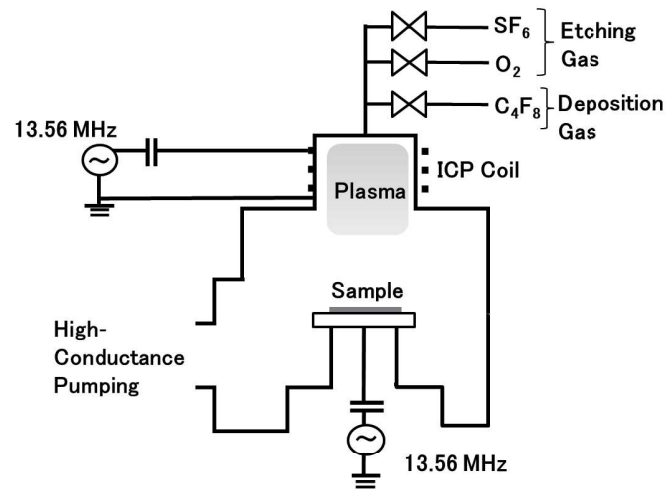 SF6
Etching
Gas
O2
C4F8
Deposition
Gas
13.56 MHz
ICP Coil
Plasma
Sample
High-
Conductance
Pumping
13.56 MHz